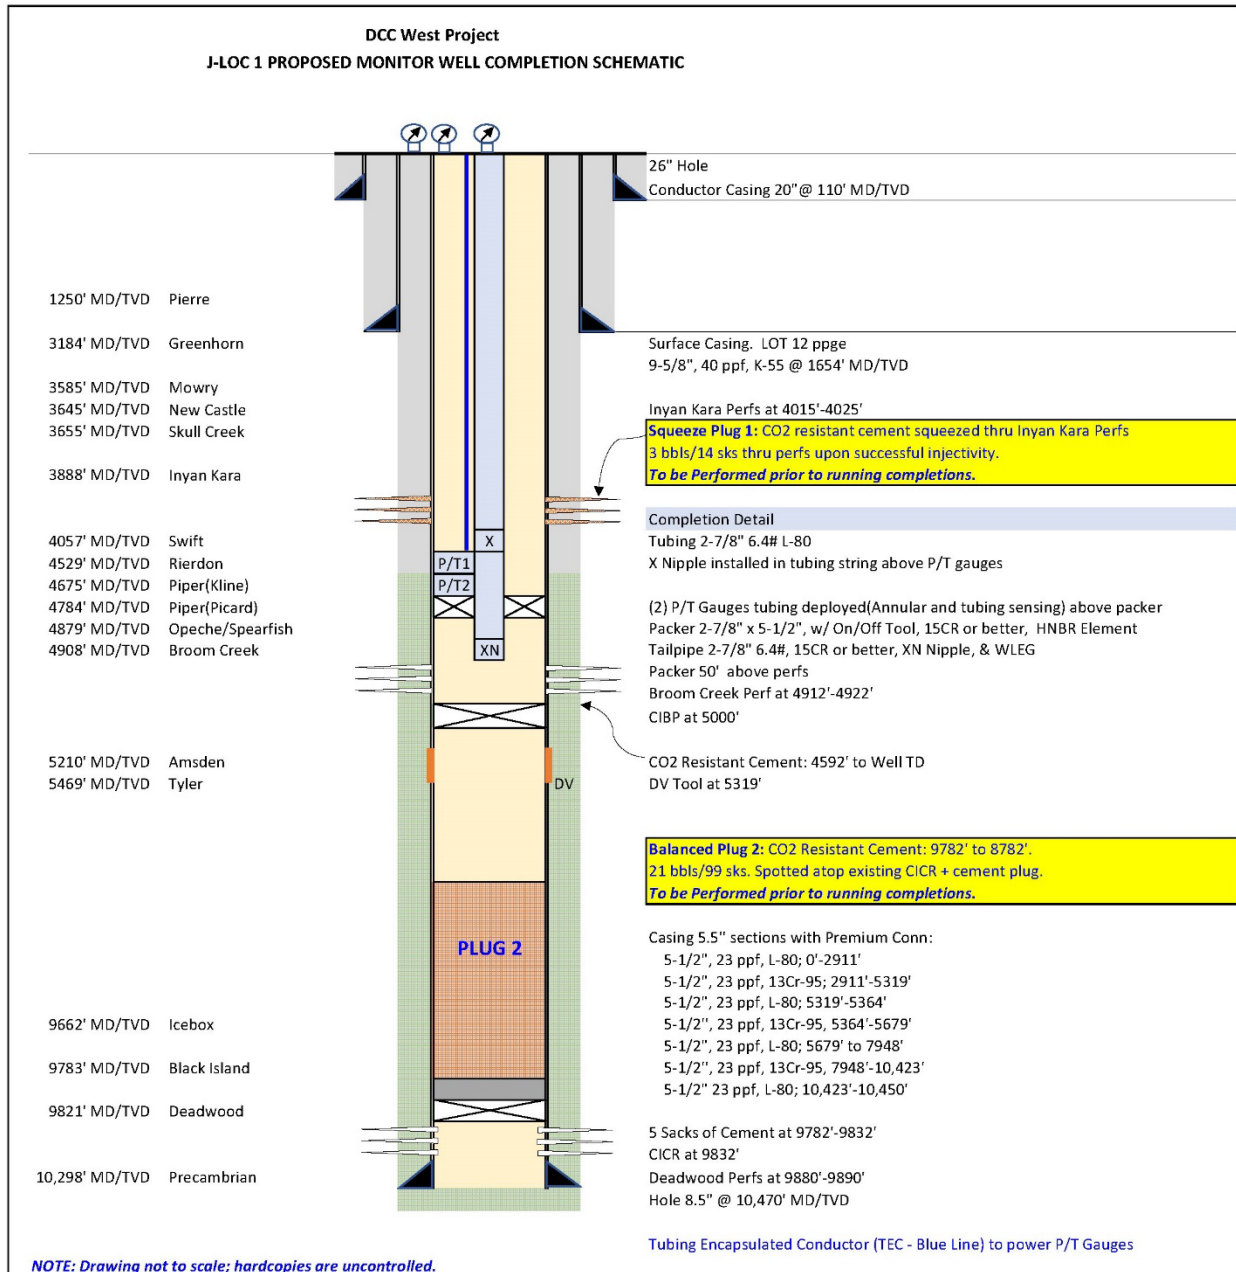 DCC West Project
J-LOC 1 PROPOSED MONITOR WELL COMPLETION SCHEMATIC
26" Hole
Conductor Casing 20"@ 110' MD/TVD
1250' MD/TVD Pierre
3184' MD/TVD Greenhorn
Surface Casing. LOT 12 ppge
9-5/8", 40 ppf, K-55 @ 1654' MD/TVD
3585' MD/TVD Mowry
3645' MD/TVD New Castle
Inyan Kara Perfs at 4015'-4025'
3655' MD/TVD Skull Creek
Squeeze Plug 1: CO2 resistant cement squeezed thru Inyan Kara Perfs
3 bbls/14 sks thru perfs upon successful injectivity.
3888' MD/TVD Inyan Kara
To be Performed prior to running completions.
Completion Detail
4057' MD/TVD Swift
X
Tubing 2-7/8" 6.4# L-80
4529' MD/TVD Rierdon
P/T1
X Nipple installed in tubing string above P/T gauges
4675' MD/TVD Piper(Kline)
P/T2
4784' MD/TVD Piper(Picard)
(2) P/T Gauges tubing deployed(Annular and tubing sensing) above packer
4879' MD/TVD Opeche/Spearfish
Packer 2-7/8" x 5-1/2", w/ On/Off Tool, 15CR or better, HNBR Element
4908' MD/TVD Broom Creek
XN
Tailpipe 2-7/8" 6.4#, 15CR or better, XN Nipple, & WLEG
Packer 50' above perfs
Broom Creek Perf at 4912'-4922'
CIBP at 5000'
5210' MD/TVD Amsden
CO2 Resistant Cement: 4592' to Well TD
5469' MD/TVD Tyler
DV
DV Tool at 5319'
Balanced Plug 2: CO2 Resistant Cement: 9782' to 8782'.
21 bbls/99 sks. Spotted atop existing CICR + cement plug.
To be Performed prior to running completions.
PLUG 2
Casing 5.5" sections with Premium Conn:
5-1/2", 23 ppf, L-80; 0'-2911'
5-1/2", 23 ppf, 13Cr-95; 2911'-5319'
5-1/2", 23 ppf, L-80; 5319'-5364'
9662' MD/TVD Icebox
5-1/2", 23 ppf, 13Cr-95, 5364'-5679'
5-1/2", 23 ppf, L-80; 5679' to 7948'
9783' MD/TVD Black Island
5-1/2", 23 ppf, 13Cr-95, 7948'-10,423'
5-1/2" 23 ppf, L-80; 10,423'-10,450'
9821' MD/TVD Deadwood
5 Sacks of Cement at 9782'-9832'
CICR at 9832'
10,298' MD/TVD Precambrian
Deadwood Perfs at 9880'-9890'
Hole 8.5" @ 10,470' MD/TVD
Tubing Encapsulated Conductor (TEC - Blue Line) to power P/T Gauges
NOTE: Drawing not to scale; hardcopies are uncontrolled.